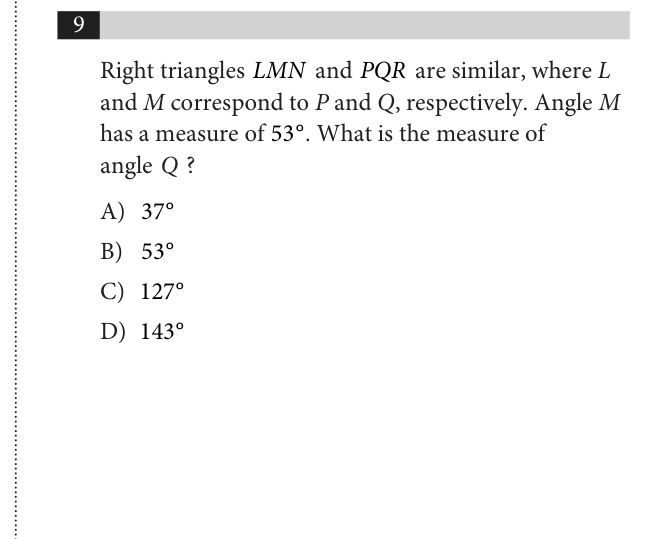 9
Right triangles LMN and PQR are similar, where L
and M correspond to P and Q, respectively. Angle M
has a measure of 53°. What is the measure of
angle Q ?
A) 37°
B) 53°
C) 127°
D) 143°